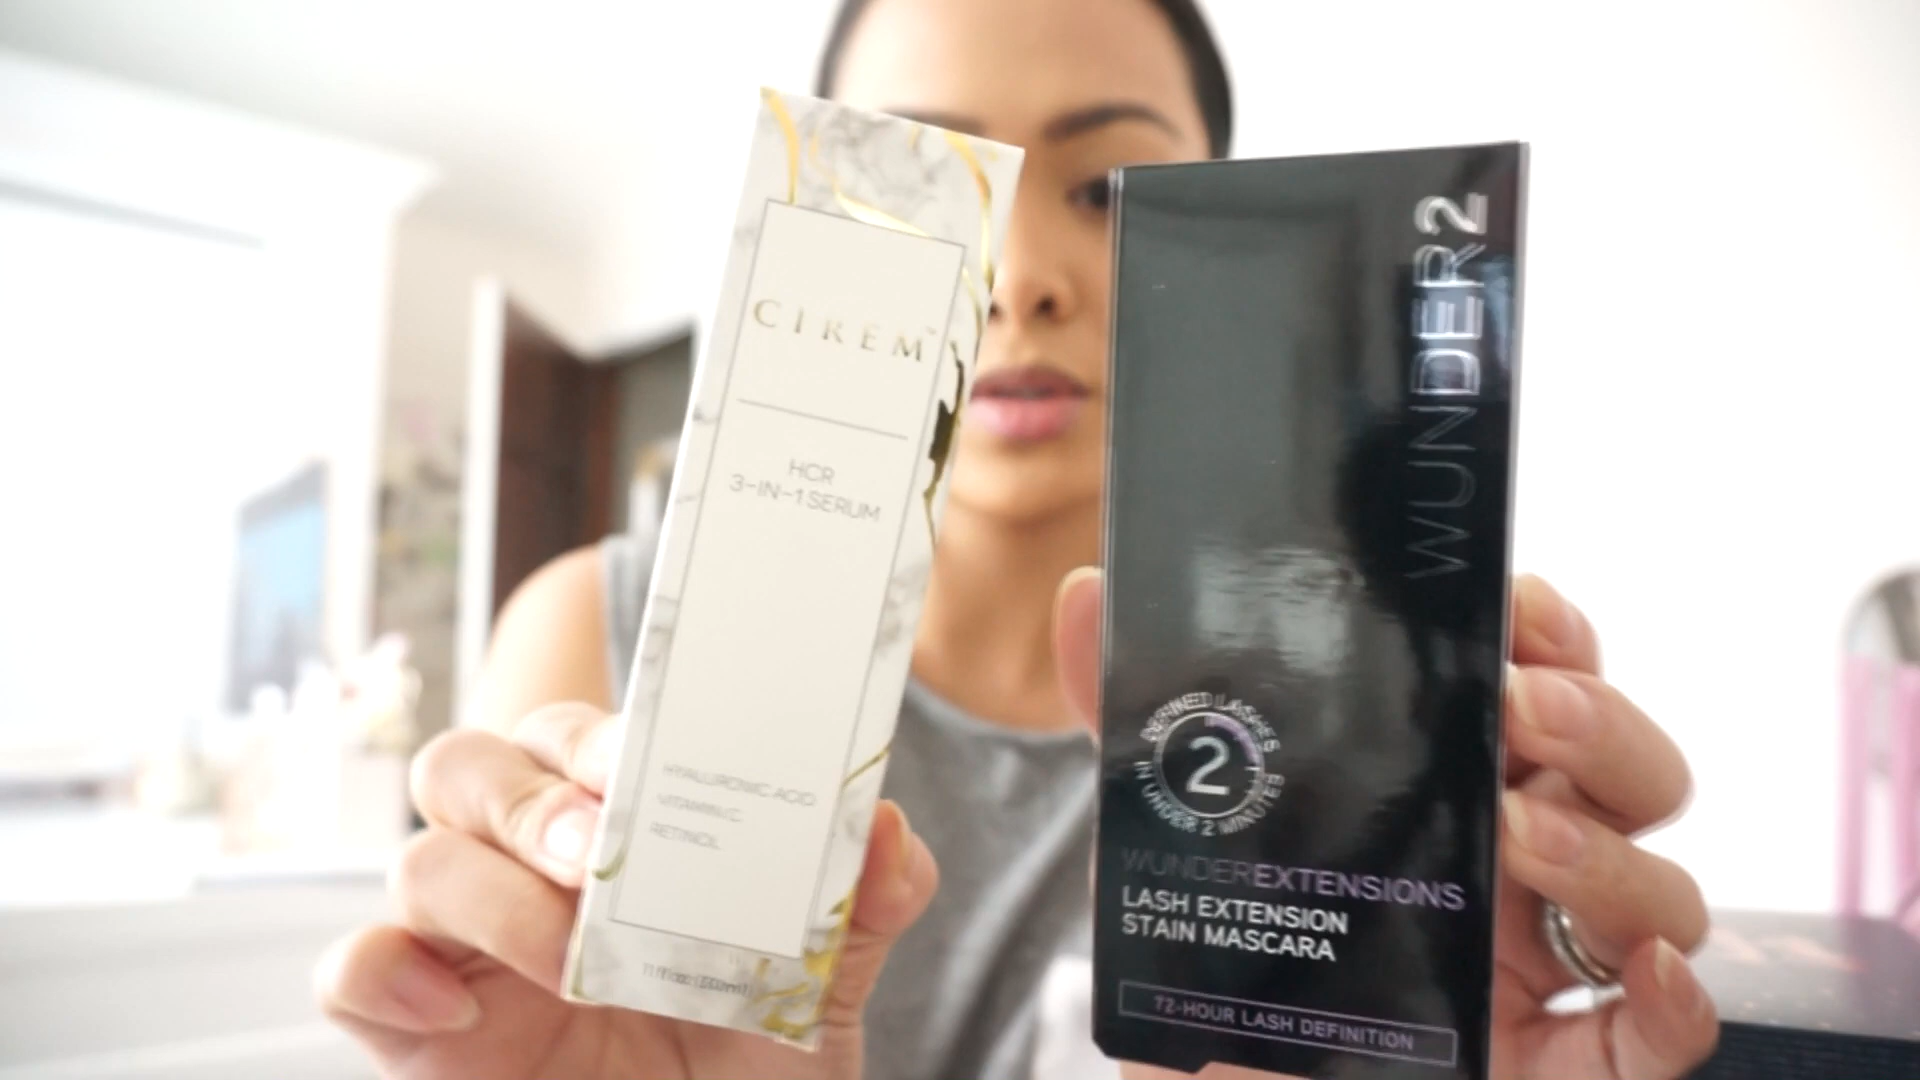 CIREM™
HCR
3-IN-1 SERUM
HYALURONIC ACID
VITAMIN C
RETINOL
WUNDER2
DEFINED LASHES
2
IN UNDER 2 MINUTES
WUNDEREXTENSIONS
LASH EXTENSION
STAIN MASCARA
72-HOUR LASH DEFINITION